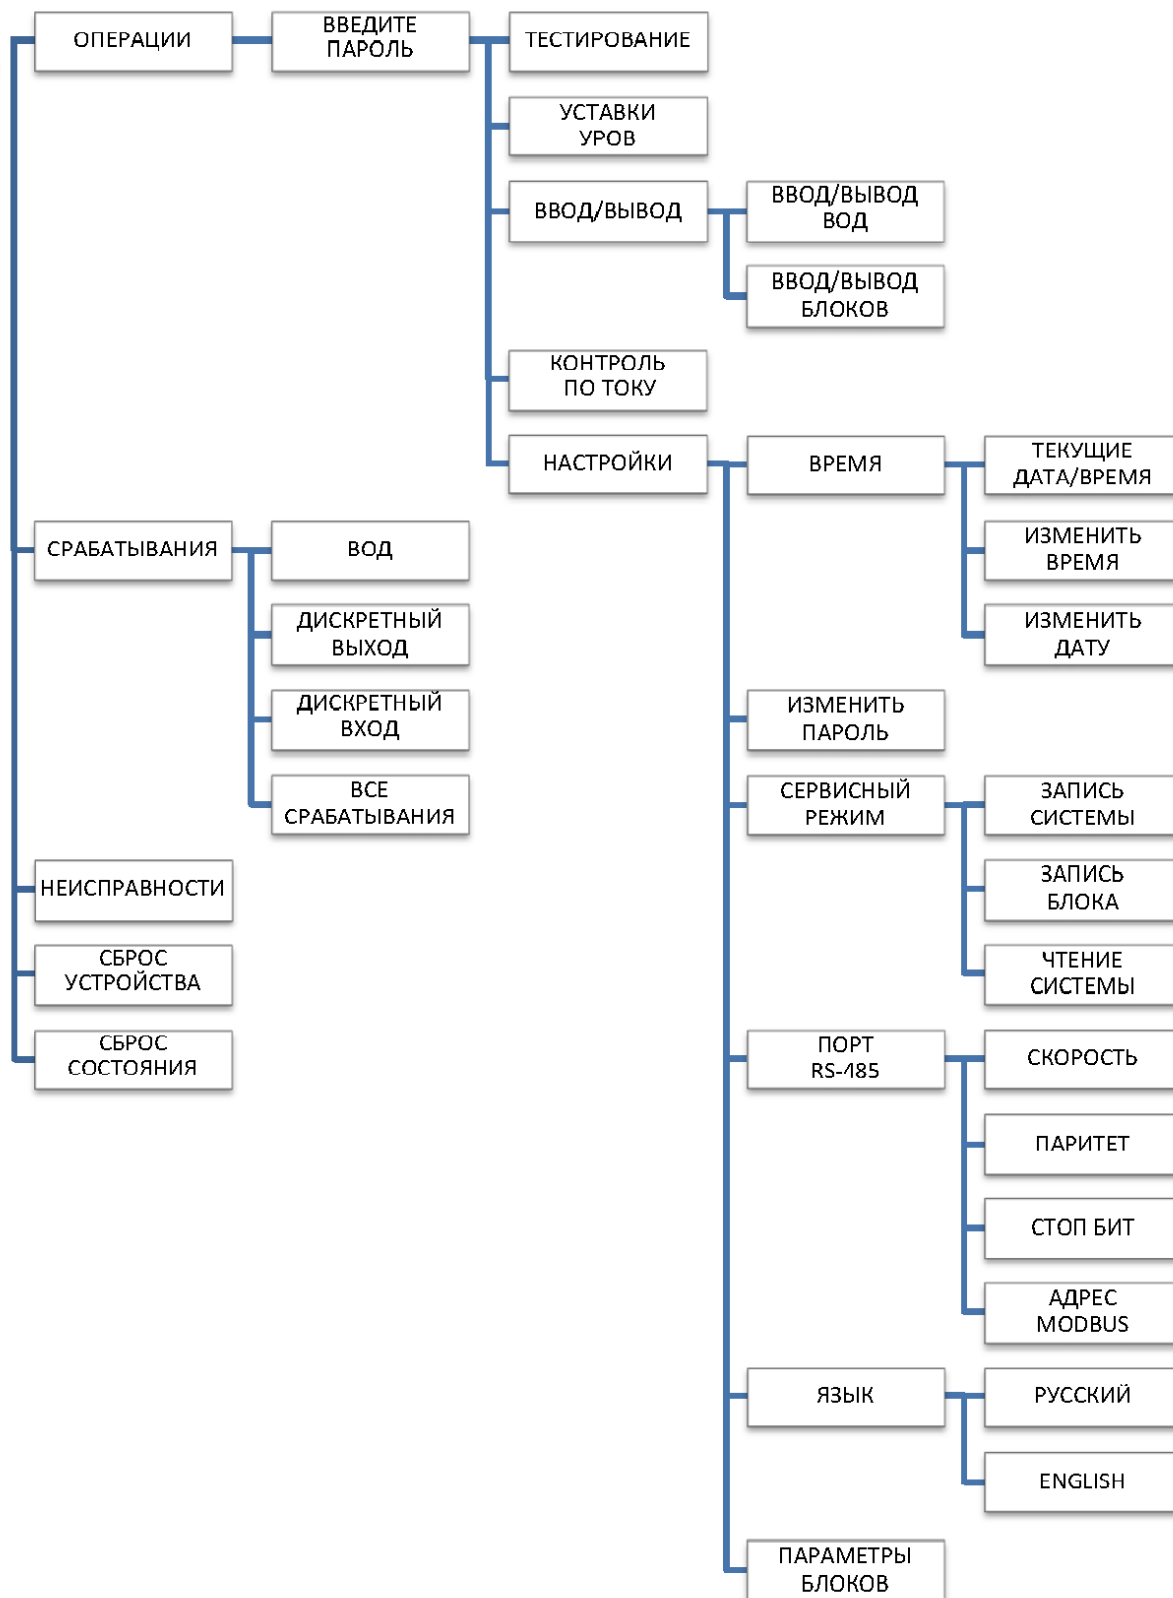 ОПЕРАЦИИ
ВВЕДИТЕ
ПАРОЛЬ
ТЕСТИРОВАНИЕ
УСТАВКИ
УРОВ
ВВОД/ВЫВОД
ВВОД/ВЫВОД
ВОД
ВВОД/ВЫВОД
БЛОКОВ
КОНТРОЛЬ
ПО ТОКУ
НАСТРОЙКИ
ВРЕМЯ
ТЕКУЩИЕ
ДАТА/ВРЕМЯ
ИЗМЕНИТЬ
ВРЕМЯ
ИЗМЕНИТЬ
ДАТУ
ИЗМЕНИТЬ
ПАРОЛЬ
СЕРВИСНЫЙ
РЕЖИМ
ЗАПИСЬ
СИСТЕМЫ
ЗАПИСЬ
БЛОКА
ЧТЕНИЕ
СИСТЕМЫ
ПОРТ
RS-485
СКОРОСТЬ
ПАРИТЕТ
СТОП БИТ
АДРЕС
MODBUS
ЯЗЫК
РУССКИЙ
ENGLISH
ПАРАМЕТРЫ
БЛОКОВ
СРАБАТЫВАНИЯ
ВОД
ДИСКРЕТНЫЙ
ВЫХОД
ДИСКРЕТНЫЙ
ВХОД
ВСЕ
СРАБАТЫВАНИЯ
НЕИСПРАВНОСТИ
СБРОС
УСТРОЙСТВА
СБРОС
СОСТОЯНИЯ